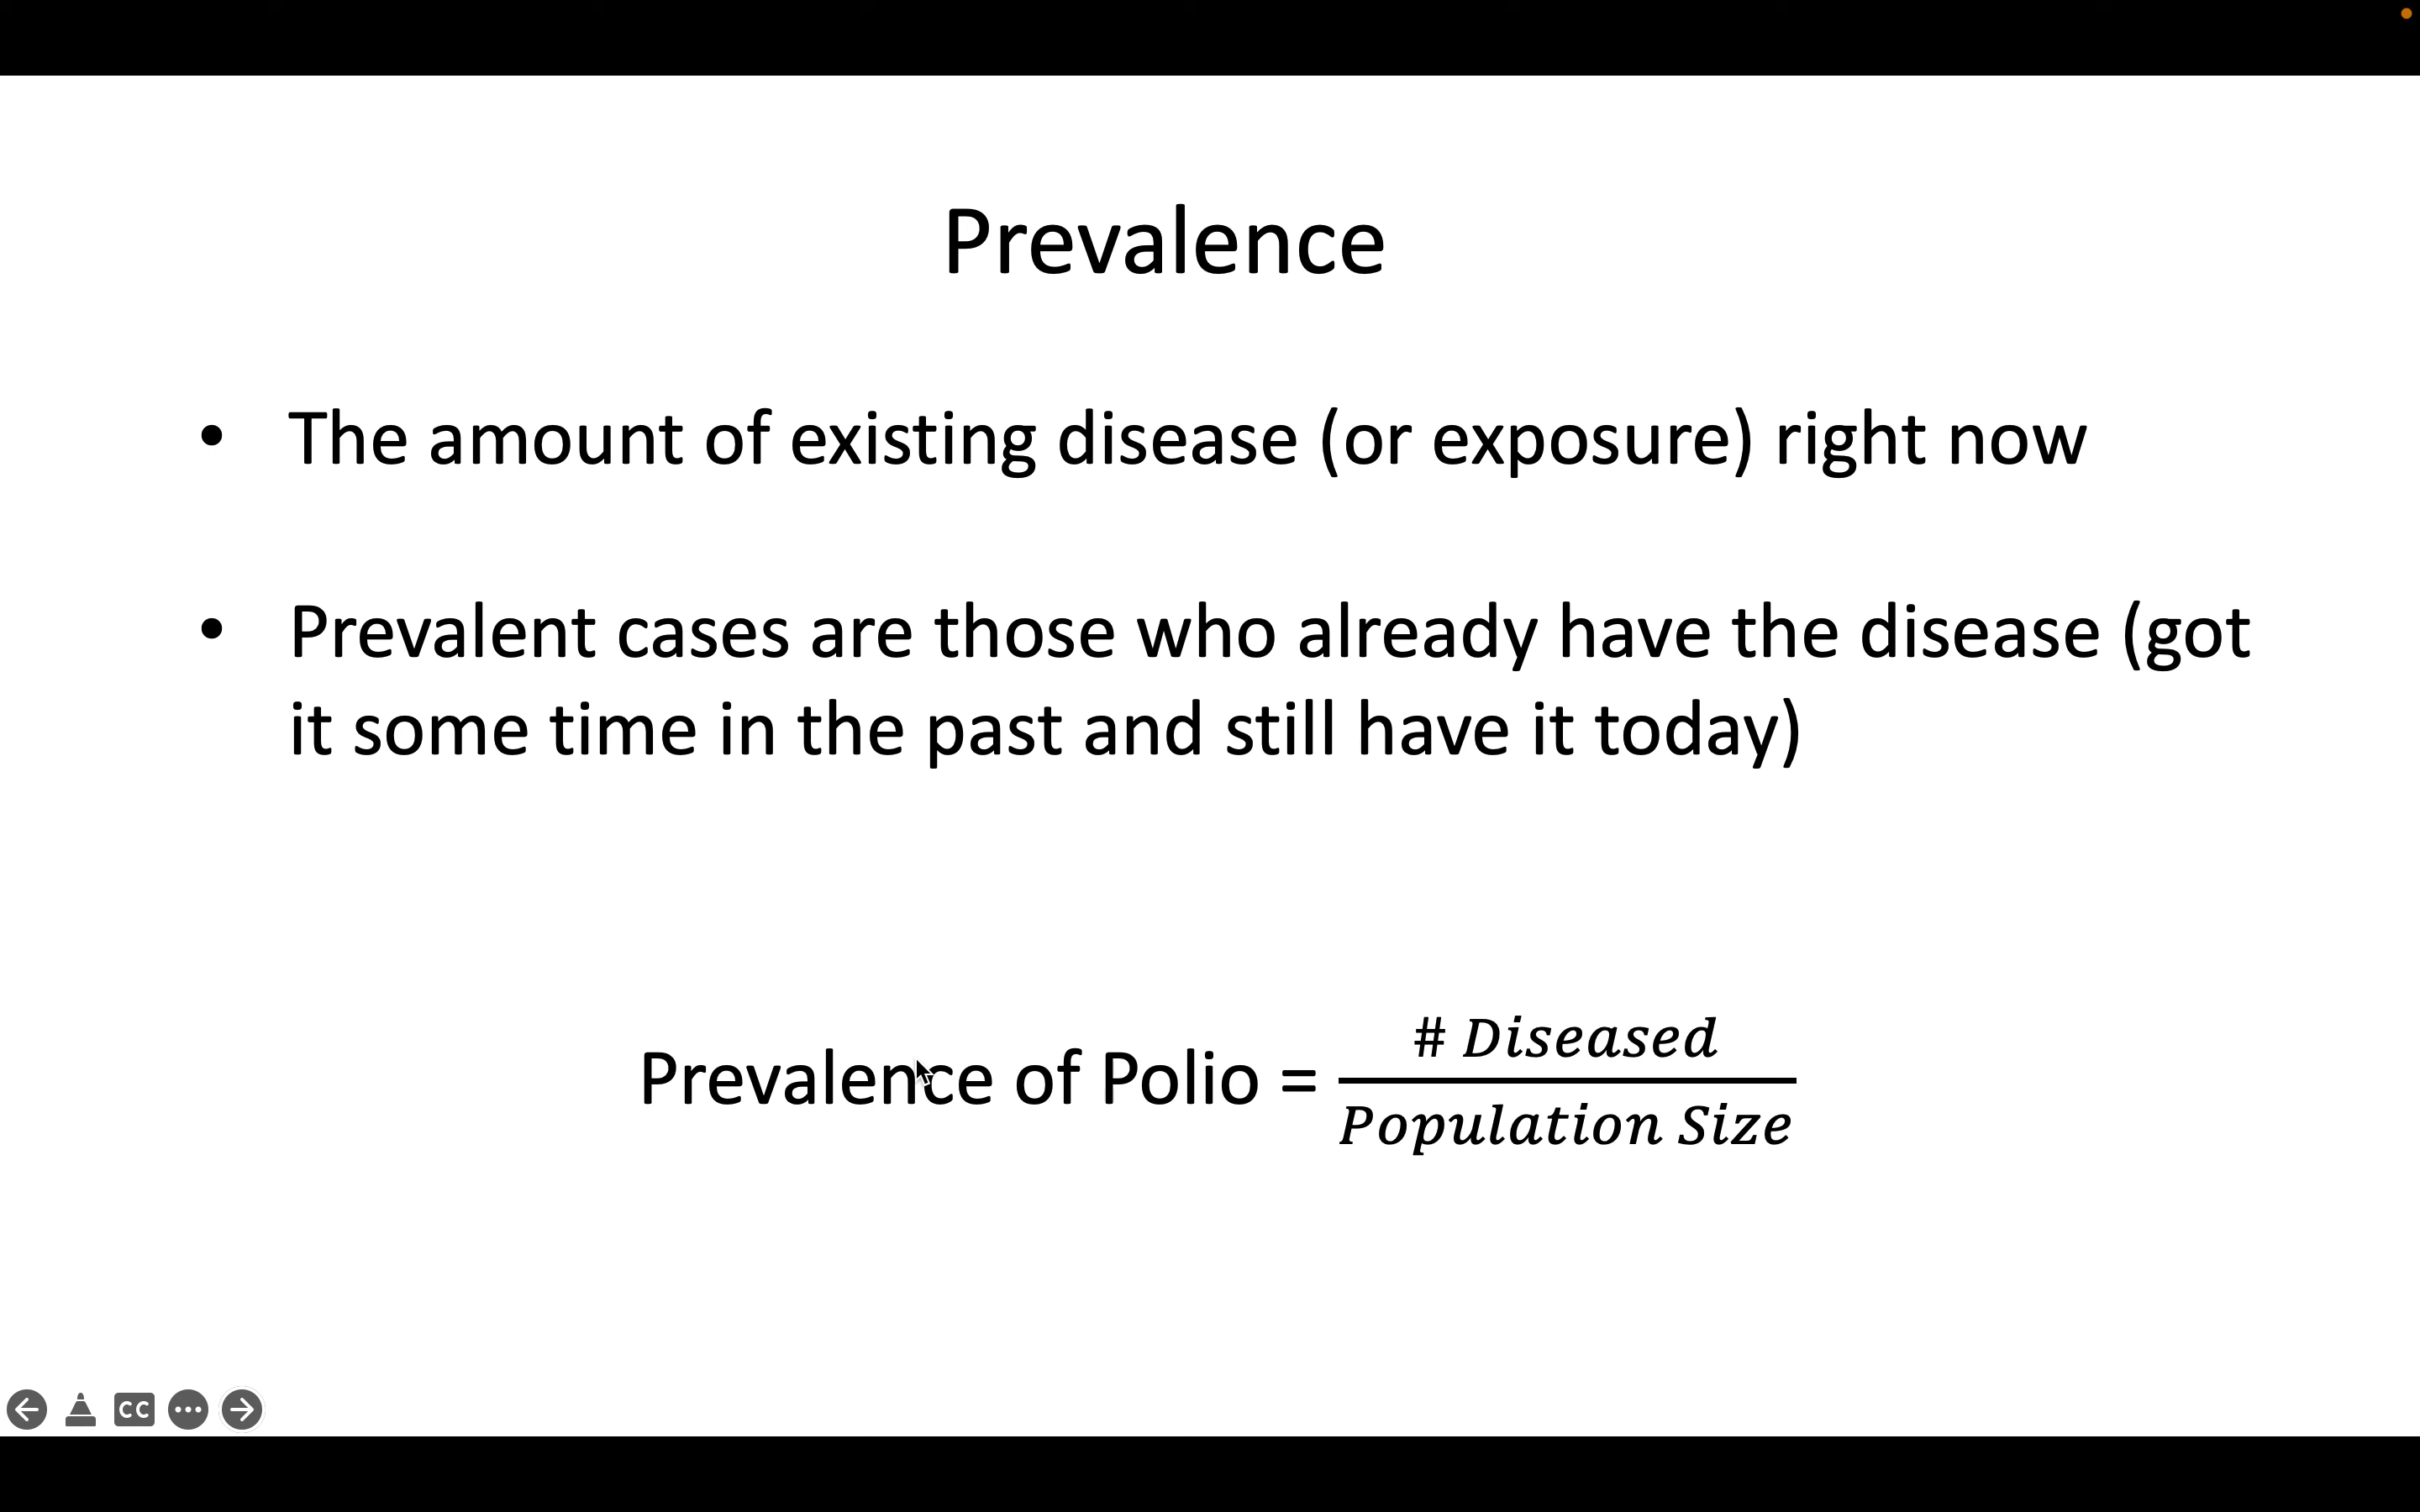 Prevalence
• The amount of existing disease (or exposure) right now
• Prevalent cases are those who already have the disease (got
it some time in the past and still have it today)
Prevalence of Polio = # Diseased
Population Size
CC